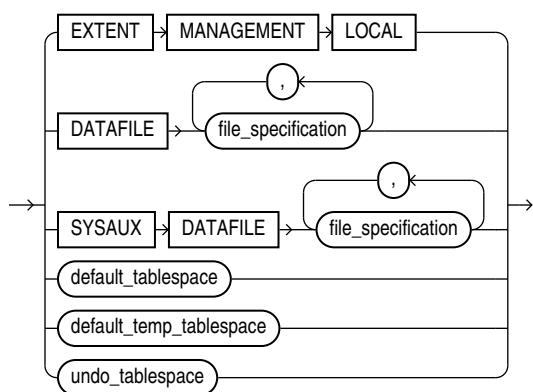 EXTENT MANAGEMENT LOCAL
,
DATAFILE file_specification
,
SYSAUX DATAFILE file_specification
default_tablespace
default_temp_tablespace
undo_tablespace